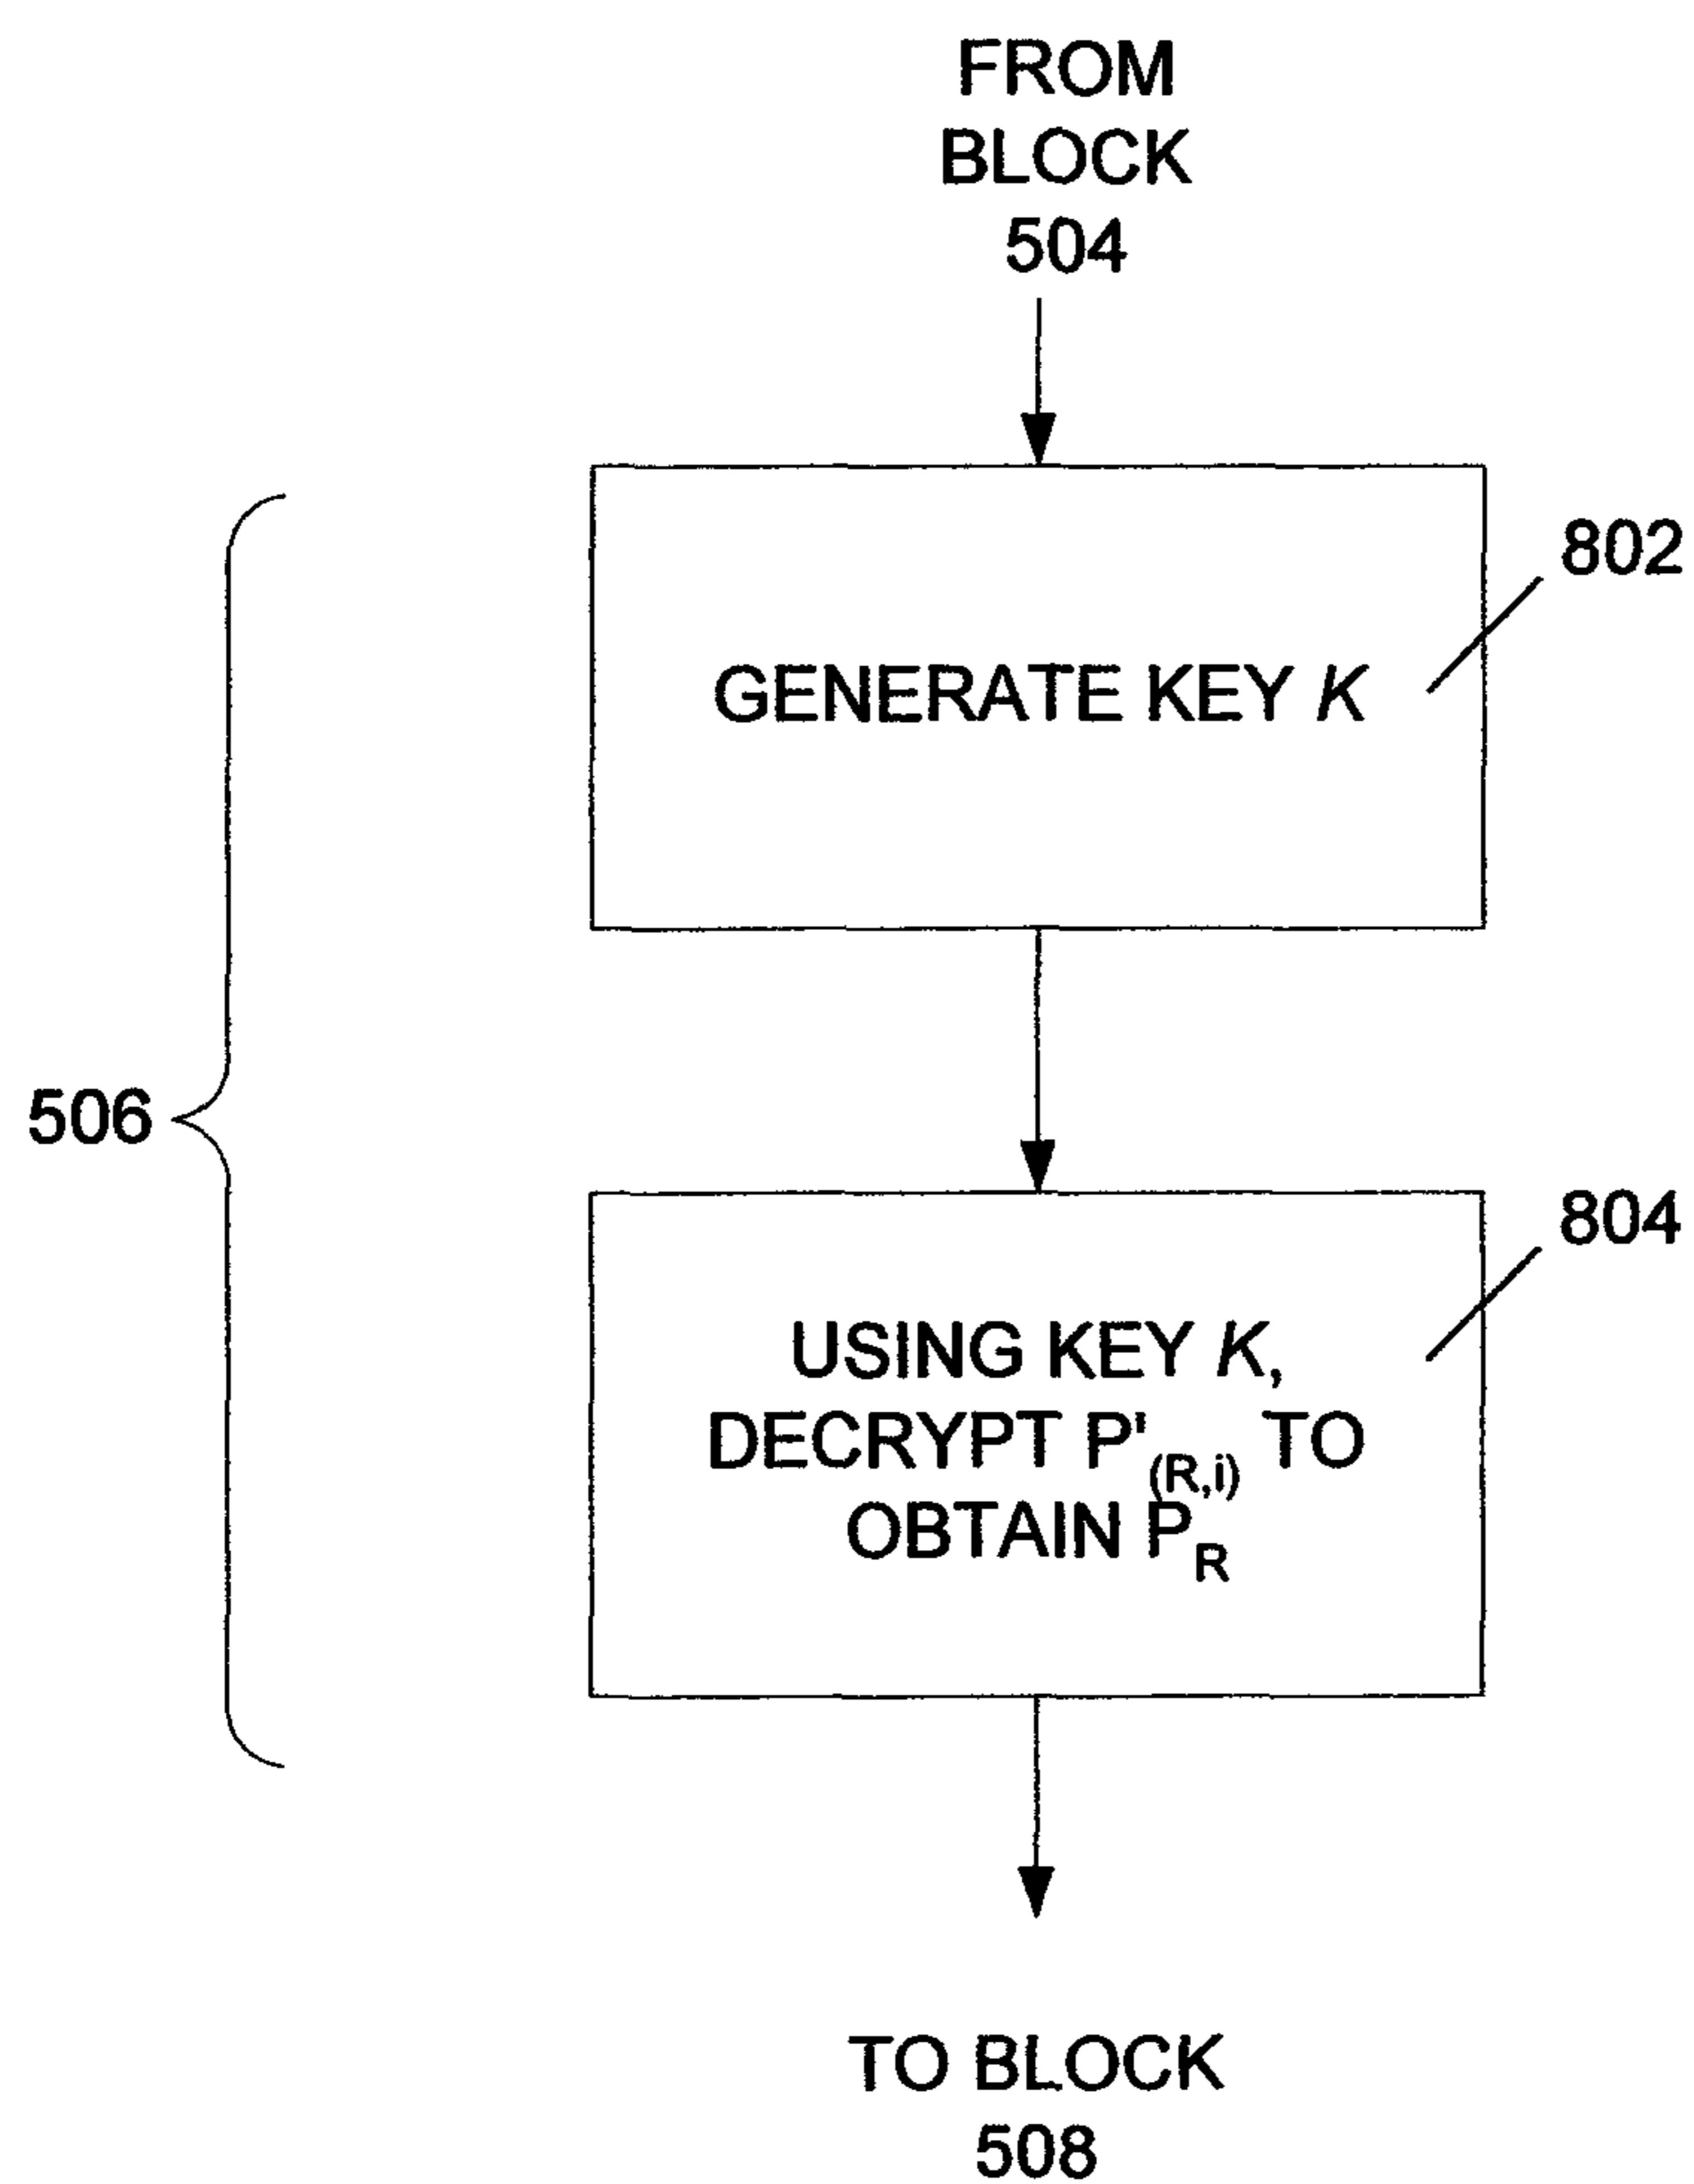 FROM
BLOCK
504
802
GENERATE KEY K
506
804
USING KEY K,
DECRYPT P'(R,i) TO
OBTAIN PR
TO BLOCK
508